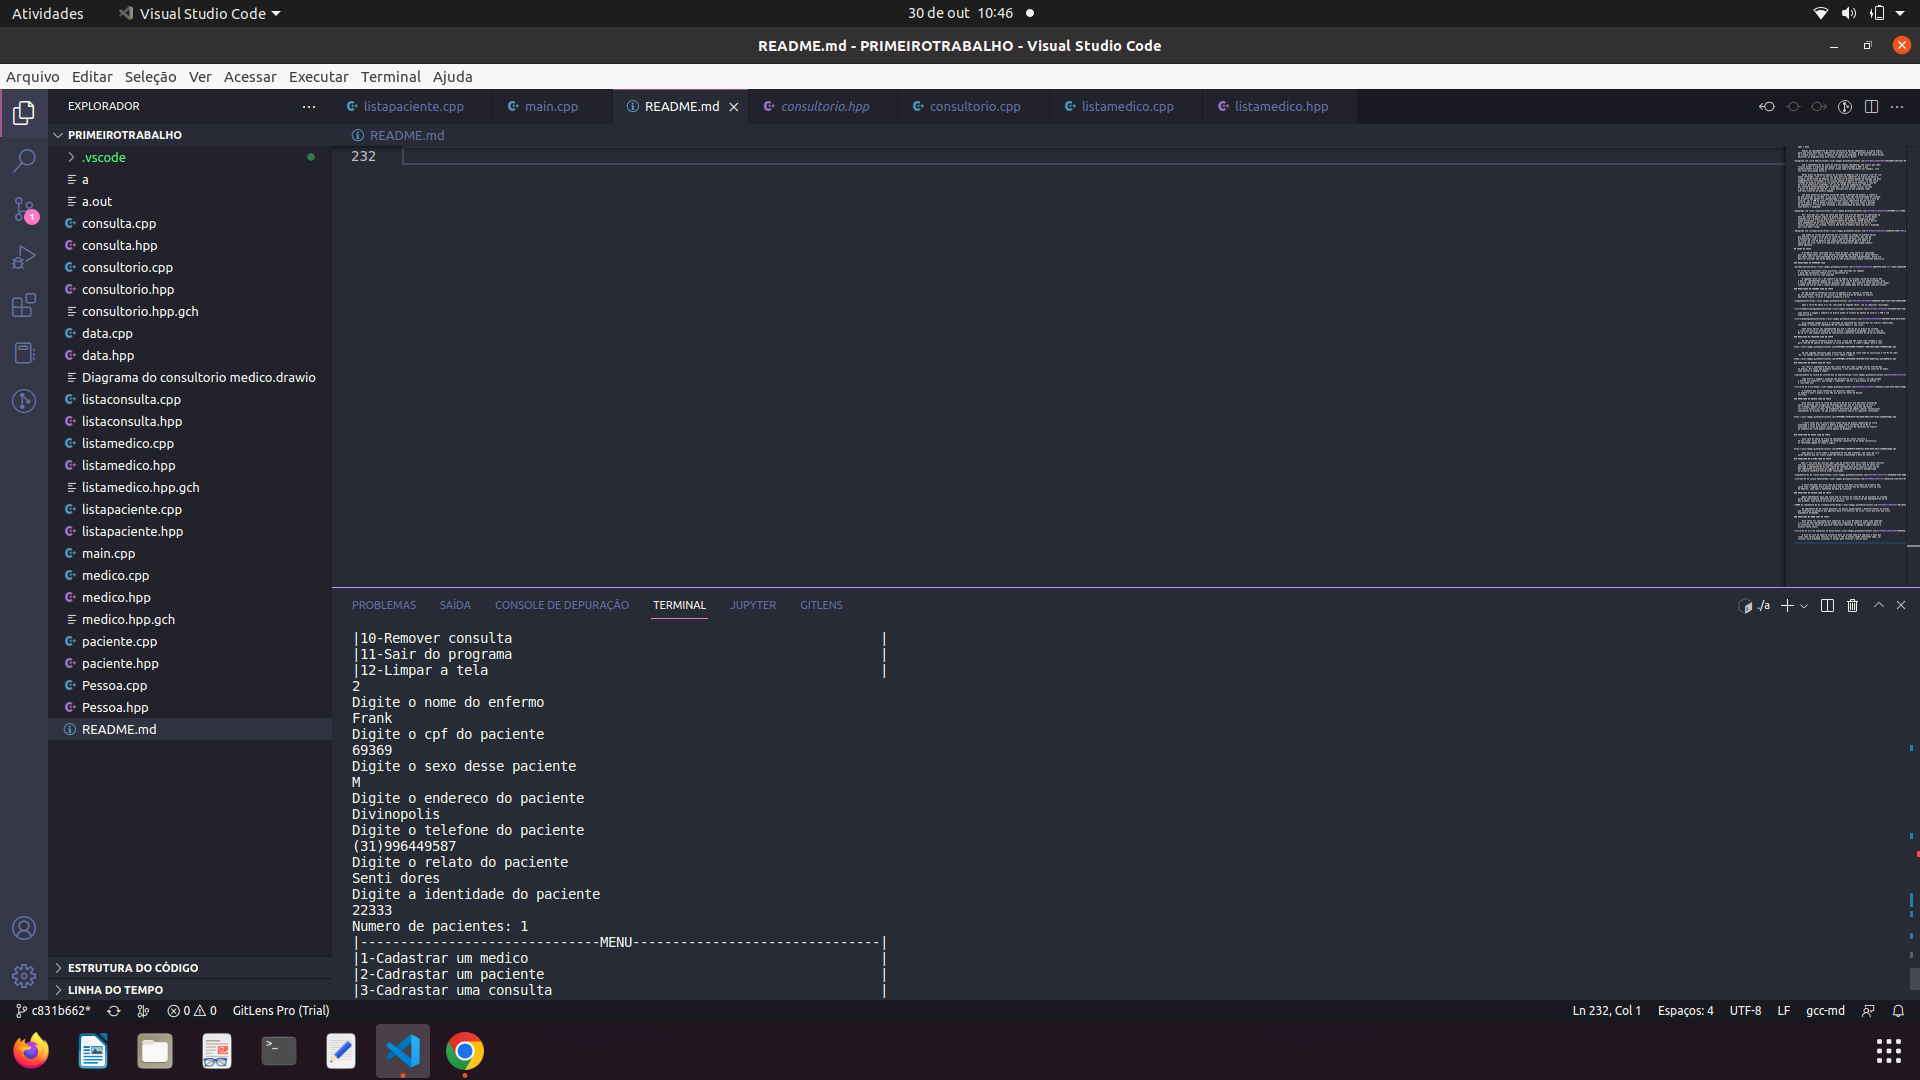 Atividades
Visual Studio Code
30 de out 10:46
README.md - PRIMEIROTRABALHO - Visual Studio Code
Arquivo Editar Seleção Ver Acessar Executar Terminal Ajuda
EXPLORADOR
listapaciente.cpp
main.cpp
README.md
consultorio.hpp
consultorio.cpp
listamedico.cpp
listamedico.hpp
PRIMEIROTRABALHO
.vscode
a
a.out
consulta.cpp
consulta.hpp
consultorio.cpp
consultorio.hpp
consultorio.hpp.gch
data.cpp
data.hpp
Diagrama do consultorio medico.drawio
listaconsulta.cpp
listaconsulta.hpp
listamedico.cpp
listamedico.hpp
listamedico.hpp.gch
listapaciente.cpp
listapaciente.hpp
main.cpp
medico.cpp
medico.hpp
medico.hpp.gch
paciente.cpp
paciente.hpp
Pessoa.cpp
Pessoa.hpp
README.md
ESTRUTURA DO CÓDIGO
LINHA DO TEMPO
1
README.md
232
PROBLEMAS SAÍDA CONSOLE DE DEPURAÇÃO TERMINAL JUPYTER GITLENS
./a
|10-Remover consulta |
|11-Sair do programa |
|12-Limpar a tela |
2
Digite o nome do enfermo
Frank
Digite o cpf do paciente
69369
Digite o sexo desse paciente
M
Digite o endereco do paciente
Divinopolis
Digite o telefone do paciente
(31)996449587
Digite o relato do paciente
Senti dores
Digite a identidade do paciente
22333
Numero de pacientes: 1
|------------------------------MENU-------------------------------|
|1-Cadastrar um medico |
|2-Cadrastar um paciente |
|3-Cadrastar uma consulta |
c831b662* 0 0 GitLens Pro (Trial)
Ln 232, Col 1 Espaços: 4 UTF-8 LF gcc-md